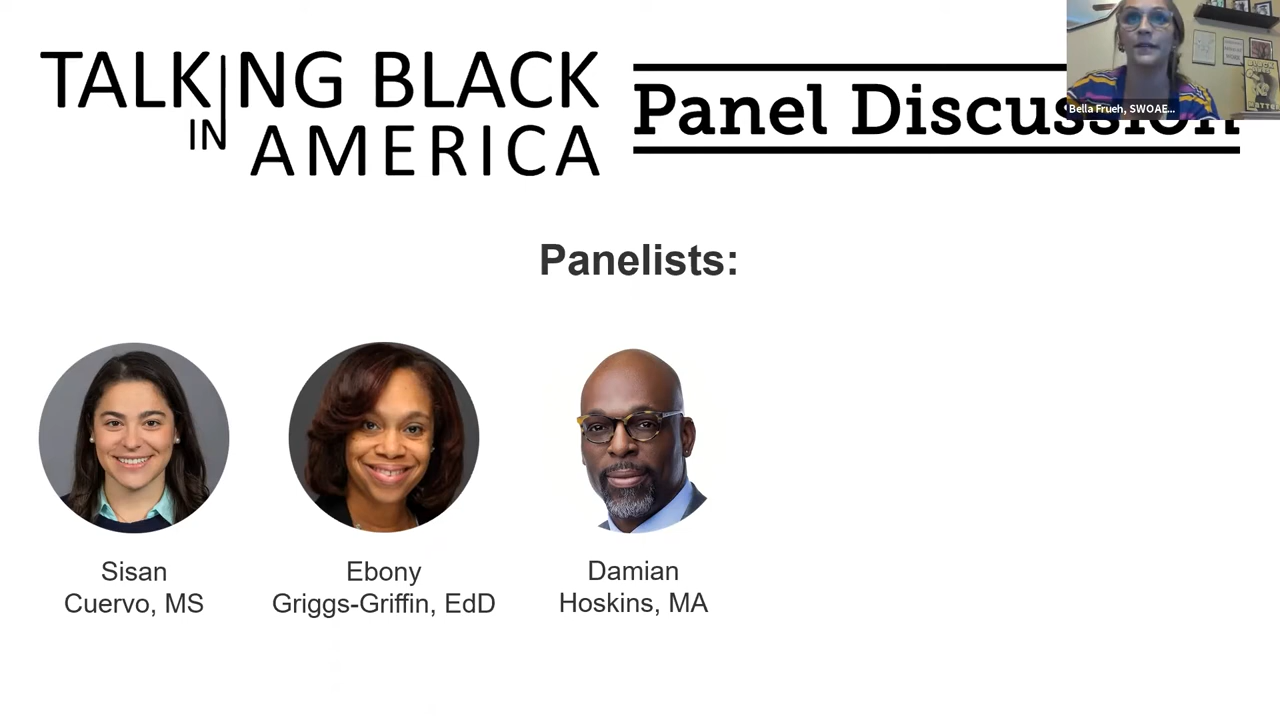 TALKING BLACK
IN AMERICA
Panel Discussion
Bella Frueh, SWOAE...
BLACK
Panelists:
Sisan
Cuervo, MS
Ebony
Griggs-Griffin, EdD
Damian
Hoskins, MA